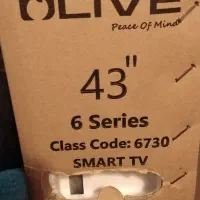 OLIVE
Peace Of Mind
43"
6 Series
Class Code: 6730
SMART TV